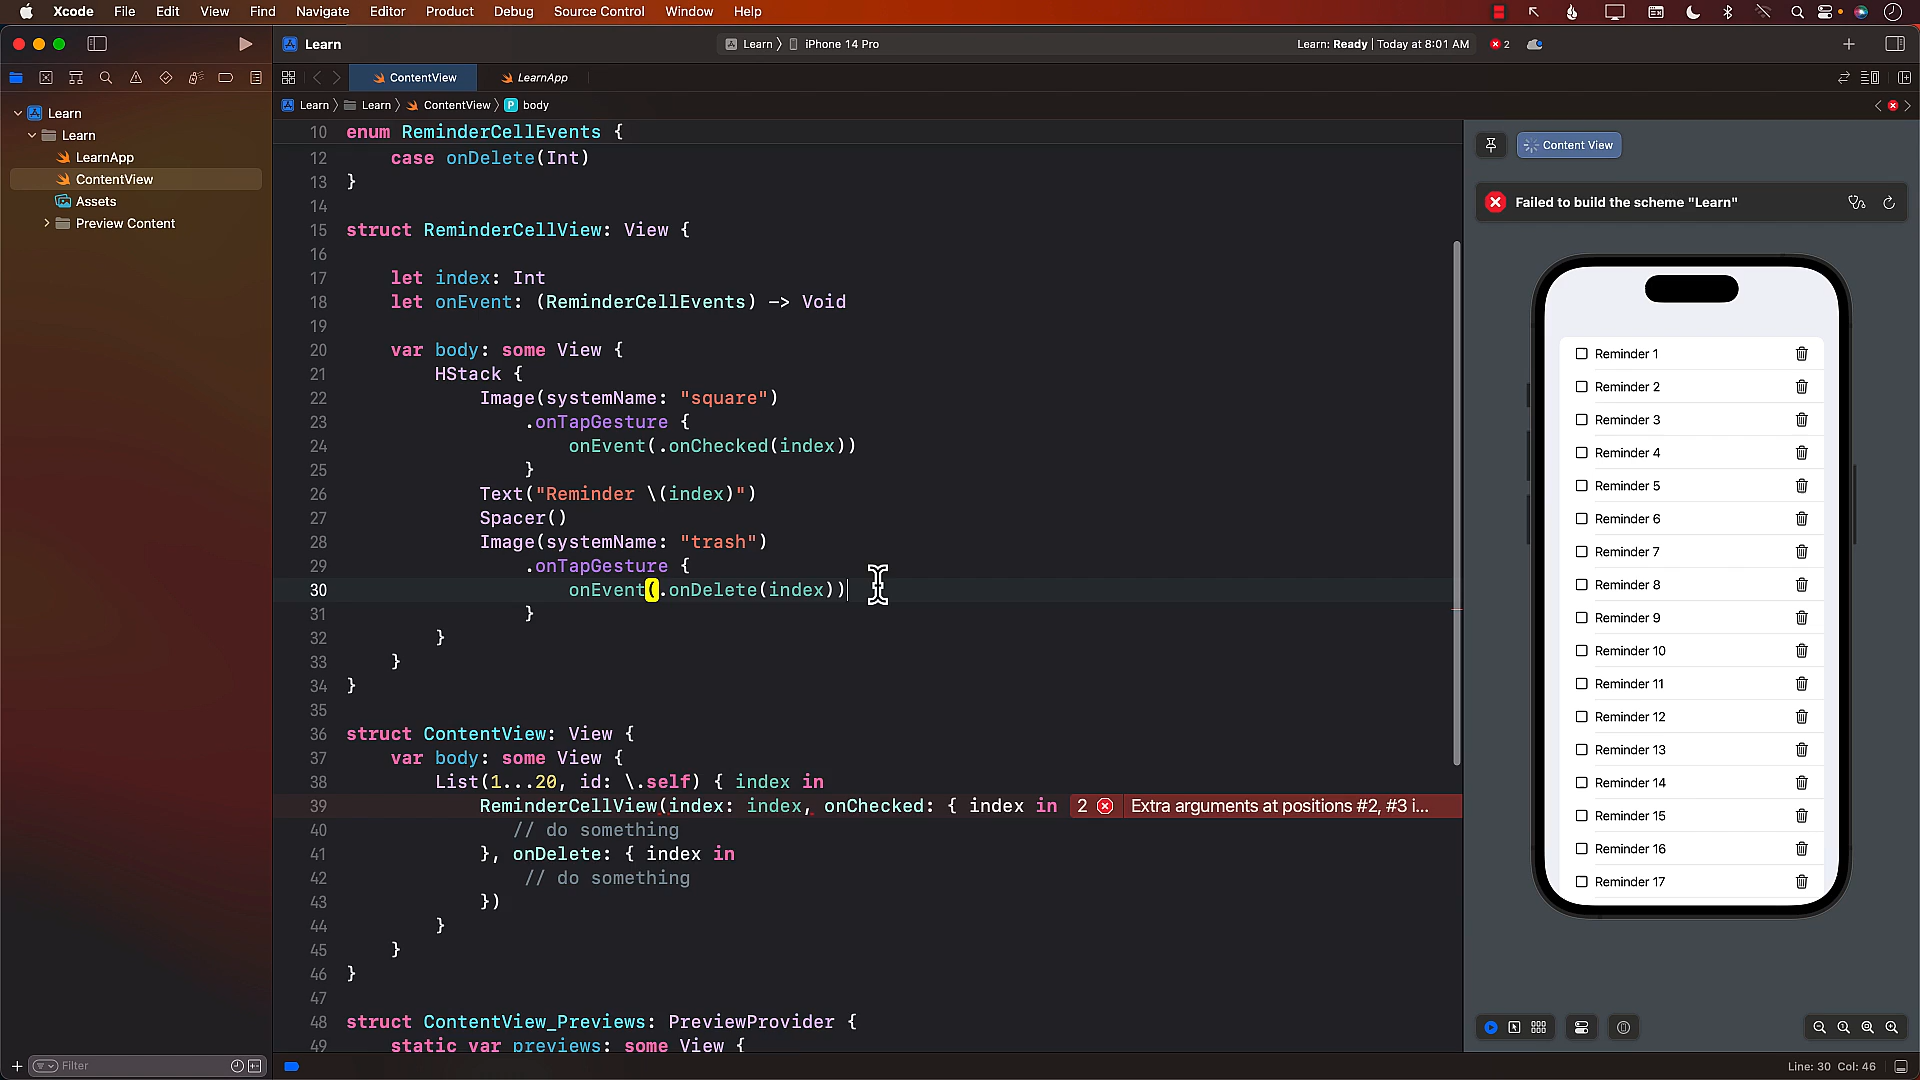 Xcode File Edit View Find Navigate Editor Product Debug Source Control Window Help
Learn
Learn iPhone 14 Pro
Learn: Ready | Today at 8:01 AM
2
ContentView
LearnApp
Learn
Learn
ContentView
body
Learn
Learn
LearnApp
ContentView
Assets
Preview Content
10 enum ReminderCellEvents {
12 case onDelete(Int)
13 }
14
15 struct ReminderCellView: View {
16
17 let index: Int
18 let onEvent: (ReminderCellEvents) -> Void
19
20 var body: some View {
21 HStack {
22 Image(systemName: "square")
23 .onTapGesture {
24 onEvent(.onChecked(index))
25 }
26 Text("Reminder \(index)")
27 Spacer()
28 Image(systemName: "trash")
29 .onTapGesture {
30 onEvent(.onDelete(index))
31 }
32 }
33 }
34 }
35
36 struct ContentView: View {
37 var body: some View {
38 List(1...20, id: \.self) { index in
39 ReminderCellView(index: index, onChecked: { index in 2 Extra arguments at positions #2, #3 i...
40 // do something
41 }, onDelete: { index in
42 // do something
43 })
44 }
45 }
46 }
47
48 struct ContentView_Previews: PreviewProvider {
49 static var previews: some View {
Content View
Failed to build the scheme "Learn"
Reminder 1
Reminder 2
Reminder 3
Reminder 4
Reminder 5
Reminder 6
Reminder 7
Reminder 8
Reminder 9
Reminder 10
Reminder 11
Reminder 12
Reminder 13
Reminder 14
Reminder 15
Reminder 16
Reminder 17
Filter
Line: 30 Col: 46